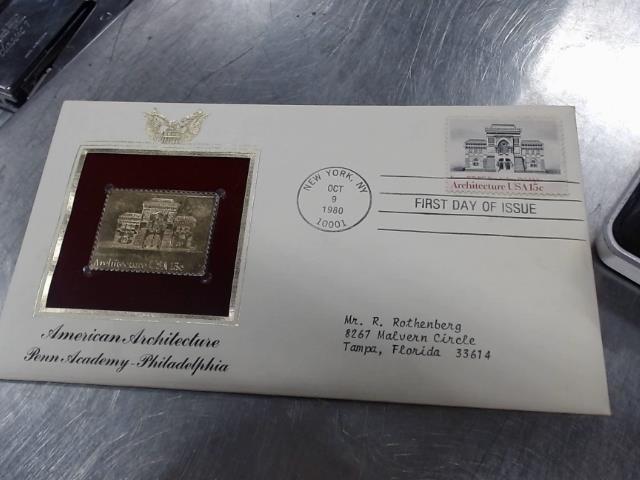 NEW YORK, NY
OCT
9
1980
10001
Architecture USA 15c
FIRST DAY OF ISSUE
Architecture USA 15c
American Architecture
Penn Academy-Philadelphia
Mr. R. Rothenberg
8267 Malvern Circle
Tampa, Florida 33614